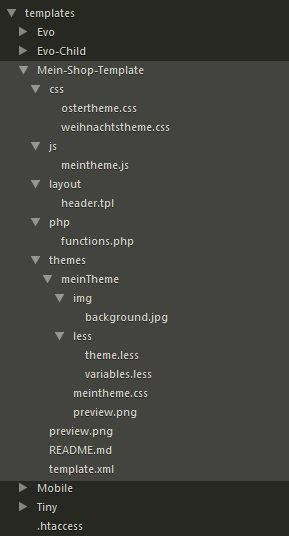 templates
Evo
Evo-Child
Mein-Shop-Template
css
ostertheme.css
weihnachtstheme.css
js
meintheme.js
layout
header.tpl
php
functions.php
themes
meinTheme
img
background.jpg
less
theme.less
variables.less
meintheme.css
preview.png
preview.png
README.md
template.xml
Mobile
Tiny
.htaccess